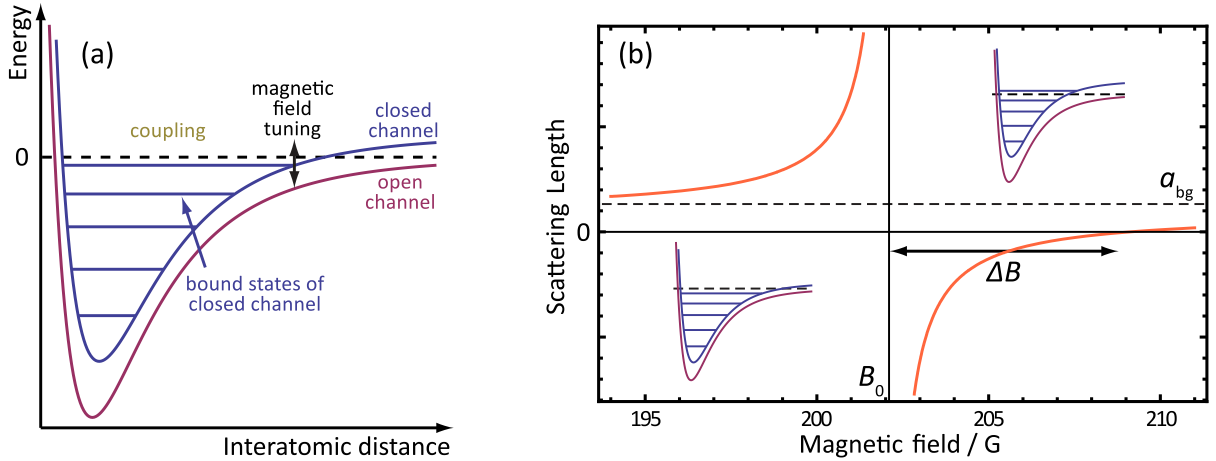 Energy
(a)
0
coupling
magnetic
field
tuning
closed
channel
open
channel
bound states of
closed channel
Interatomic distance
(b)
Scattering Length
0
a bg
ΔB
B0
195
200
205
210
Magnetic field / G